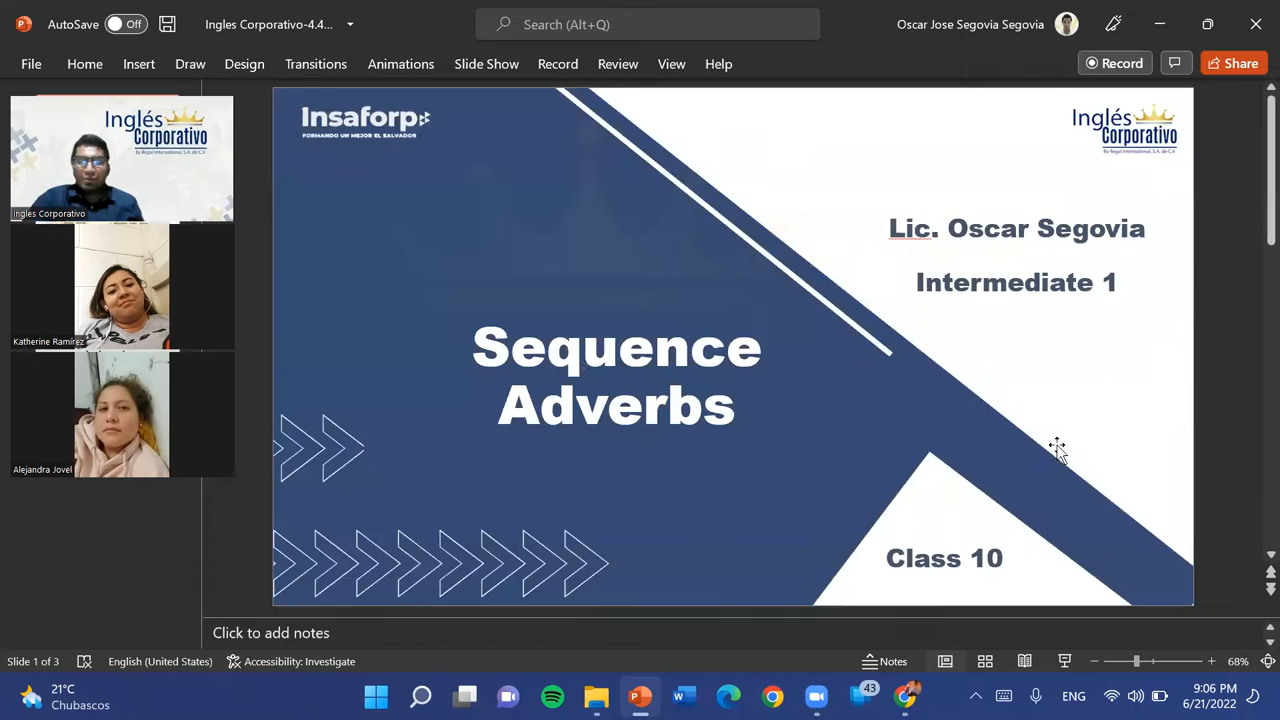 AutoSave Off Ingles Corporativo-4.4... Search (Alt+Q) Oscar Jose Segovia Segovia
File Home Insert Draw Design Transitions Animations Slide Show Record Review View Help Record Share
Inglés
Corporativo
Ingles Corporativo
Katherine Ramírez
Alejandra Jovel
Insaforp
FORMANDO UN MEJOR EL SALVADOR
Inglés
Corporativo
By Regal International, S.A. de C.V.
Lic. Oscar Segovia
Intermediate 1
Sequence
Adverbs
Class 10
Click to add notes
Slide 1 of 3 English (United States) Accessibility: Investigate Notes 68%
21°C
Chubascos
43
ENG
9:06 PM
6/21/2022